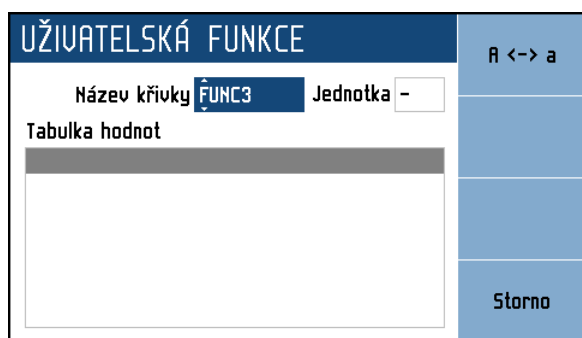 UŽIVATELSKÁ FUNKCE
A <-> a
Název křivky FUNC3 Jednotka -
Tabulka hodnot
Storno